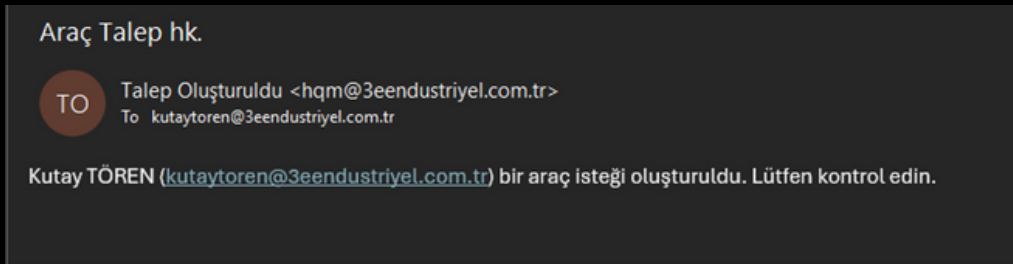 Araç Talep hk.
TO
Talep Oluşturuldu <hqm@3eendustriyel.com.tr>
To kutaytoren@3eendustriyel.com.tr
Kutay TÖREN (kutaytoren@3eendustriyel.com.tr) bir araç isteği oluşturuldu. Lütfen kontrol edin.